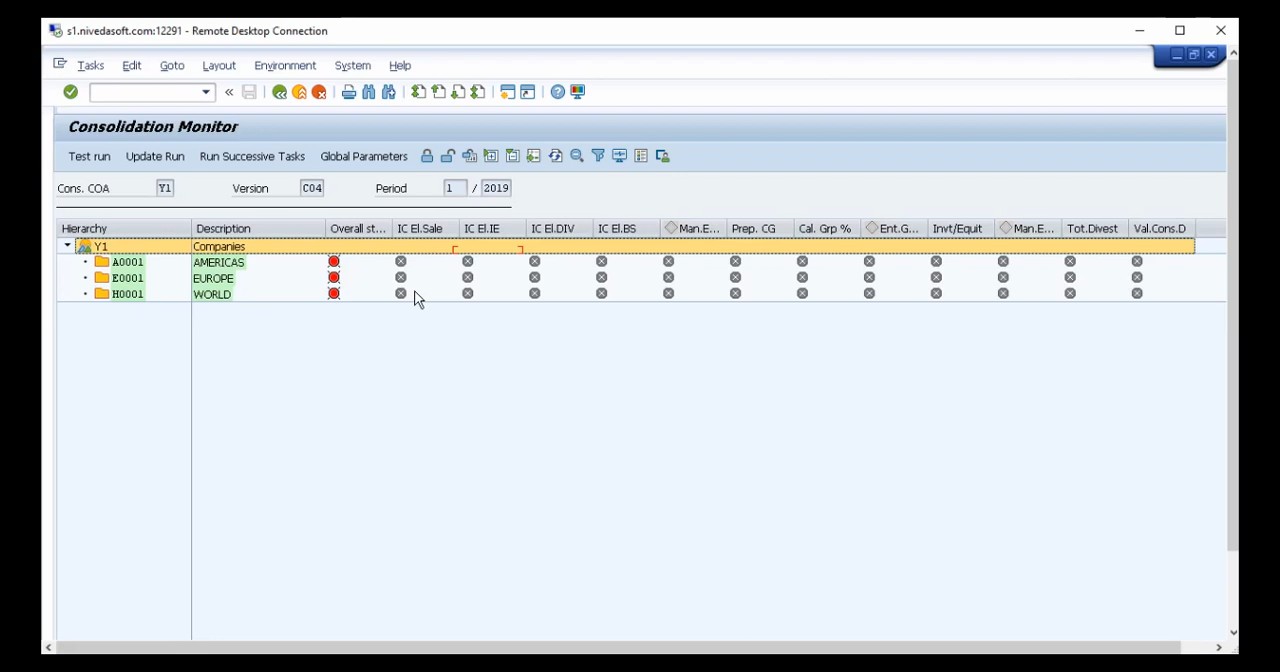 s1.nivedasoft.com:12291 - Remote Desktop Connection
Tasks Edit Goto Layout Environment System Help
Consolidation Monitor
Test run Update Run Run Successive Tasks Global Parameters
Cons. COA Y1 Version C04 Period 1 / 2019
Hierarchy Description Overall st... IC El.Sale IC El.IE IC El.DIV IC El.BS Man.E... Prep. CG Cal. Grp % Ent.G... Invt/Equit Man.E... Tot.Divest Val.Cons.D
Y1 Companies
A0001 AMERICAS
E0001 EUROPE
H0001 WORLD